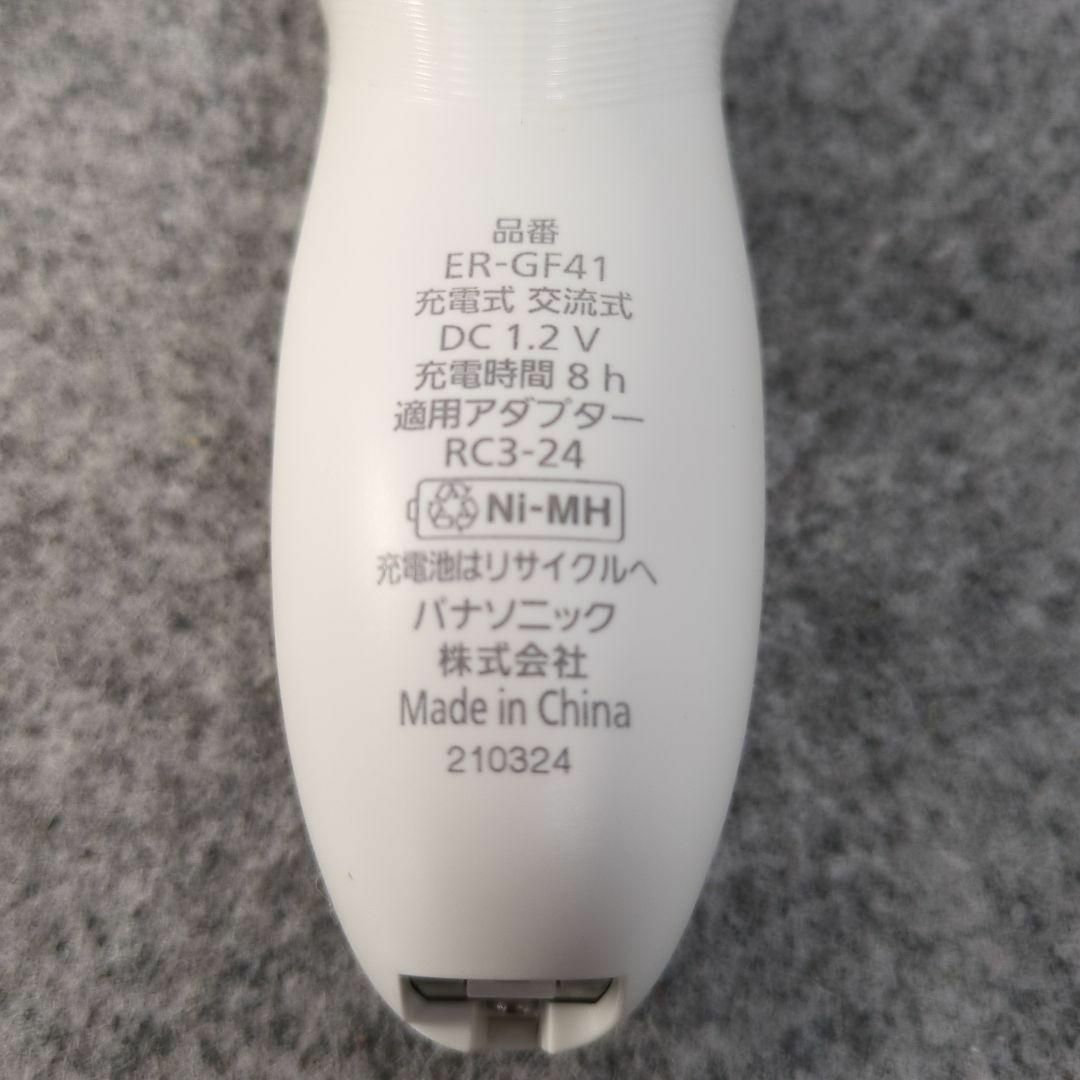 品番
ER-GF41
充電式 交流式
DC 1.2 V
充電時間 8 h
適用アダプター
RC3-24
Ni-MH
充電池はリサイクルへ
パナソニック
株式会社
Made in China
210324